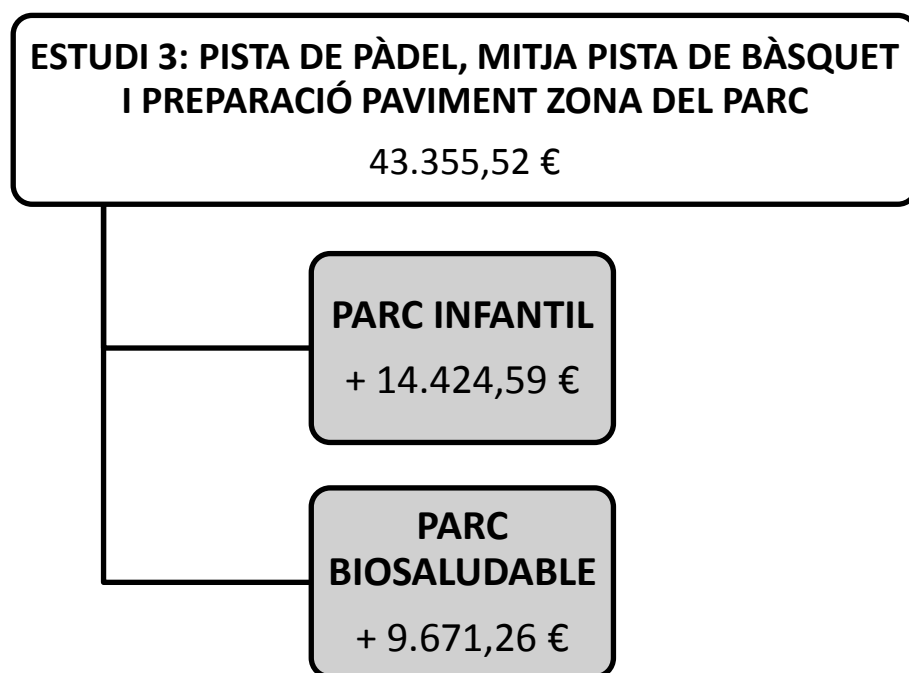 ESTUDI 3: PISTA DE PÀDEL, MITJA PISTA DE BÀSQUET
I PREPARACIÓ PAVIMENT ZONA DEL PARC
43.355,52 €
PARC INFANTIL
+ 14.424,59 €
PARC
BIOSALUDABLE
+ 9.671,26 €